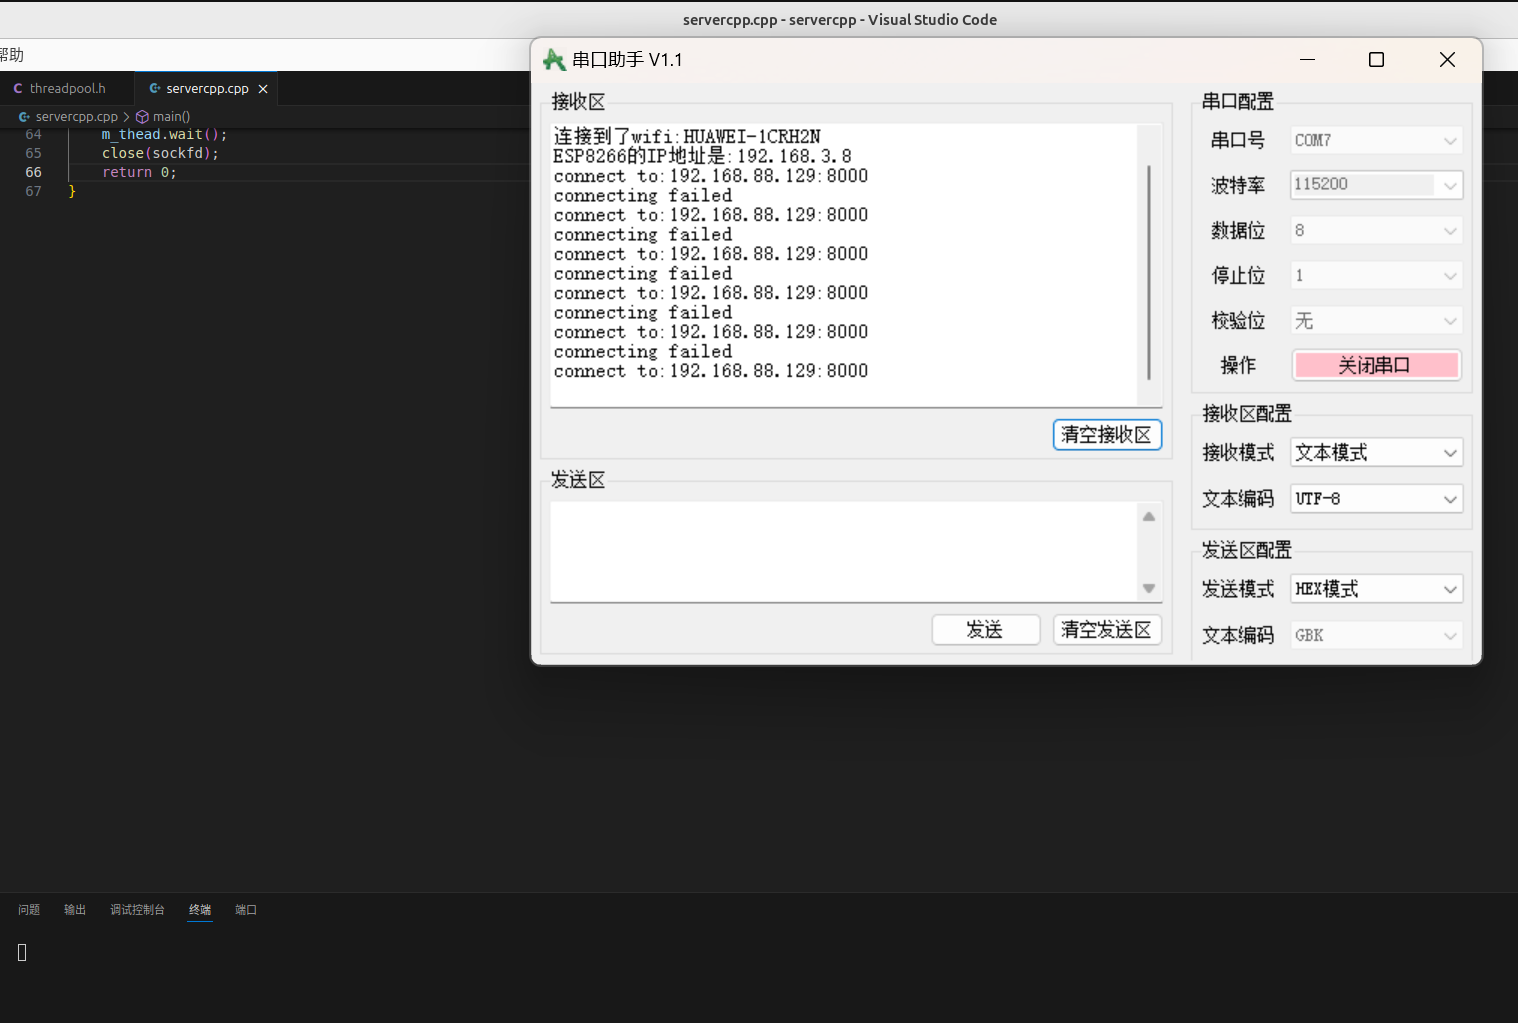 servercpp.cpp - servercpp - Visual Studio Code
帮助
C threadpool.h
servercpp.cpp
servercpp.cpp > main()
64 m_thead.wait();
65 close(sockfd);
66 return 0;
67 }
串口助手 V1.1
接收区
连接到了wifi:HUAWEI-1CRH2N
ESP8266的IP地址是:192.168.3.8
connect to:192.168.88.129:8000
connecting failed
connect to:192.168.88.129:8000
connecting failed
connect to:192.168.88.129:8000
connecting failed
connect to:192.168.88.129:8000
connecting failed
connect to:192.168.88.129:8000
connecting failed
connect to:192.168.88.129:8000
清空接收区
发送区
发送
清空发送区
串口配置
串口号 COM7
波特率 115200
数据位 8
停止位 1
校验位 无
操作 关闭串口
接收区配置
接收模式 文本模式
文本编码 UTF-8
发送区配置
发送模式 HEX模式
文本编码 GBK
问题 输出 调试控制台 终端 端口